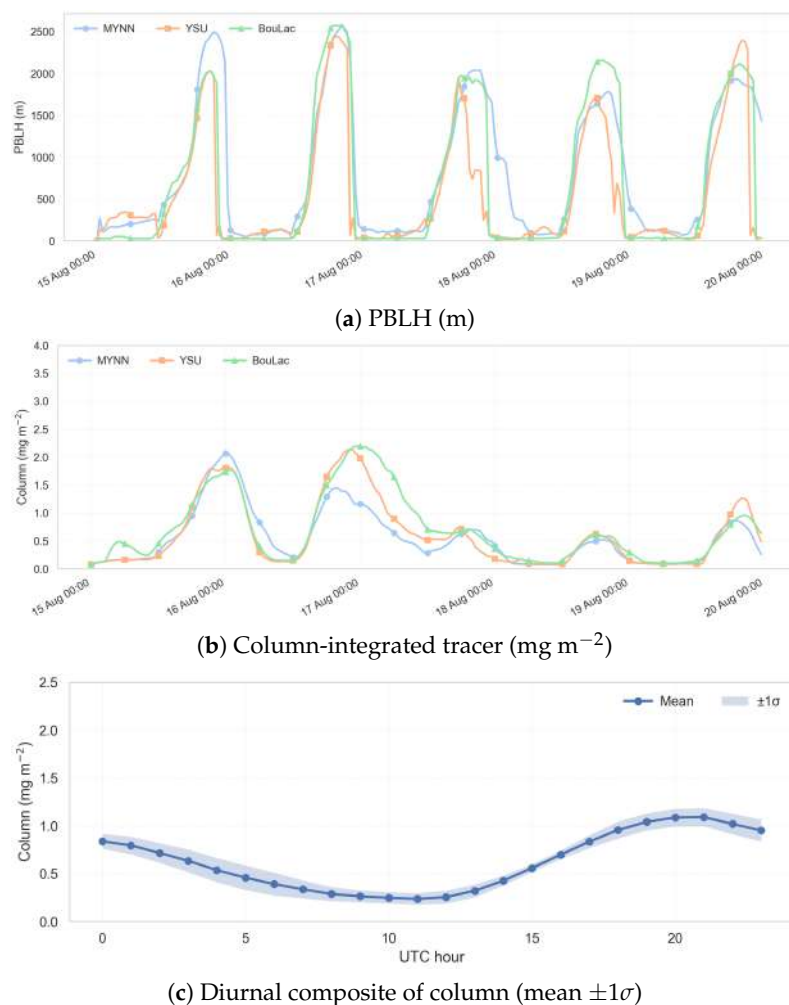 MYNN YSU BouLac
2500
2000
1500
1000
500
0
PBLH (m)
15 Aug 00:00 16 Aug 00:00 17 Aug 00:00 18 Aug 00:00 19 Aug 00:00 20 Aug 00:00
(a) PBLH (m)
MYNN YSU BouLac
4.0
3.5
3.0
2.5
2.0
1.5
1.0
0.5
0.0
Column (mg m⁻²)
15 Aug 00:00 16 Aug 00:00 17 Aug 00:00 18 Aug 00:00 19 Aug 00:00 20 Aug 00:00
(b) Column-integrated tracer (mg m⁻²)
Mean ±1σ
2.5
2.0
1.5
1.0
0.5
0.0
Column (mg m⁻²)
0 5 10 15 20
UTC hour
(c) Diurnal composite of column (mean ±1σ)